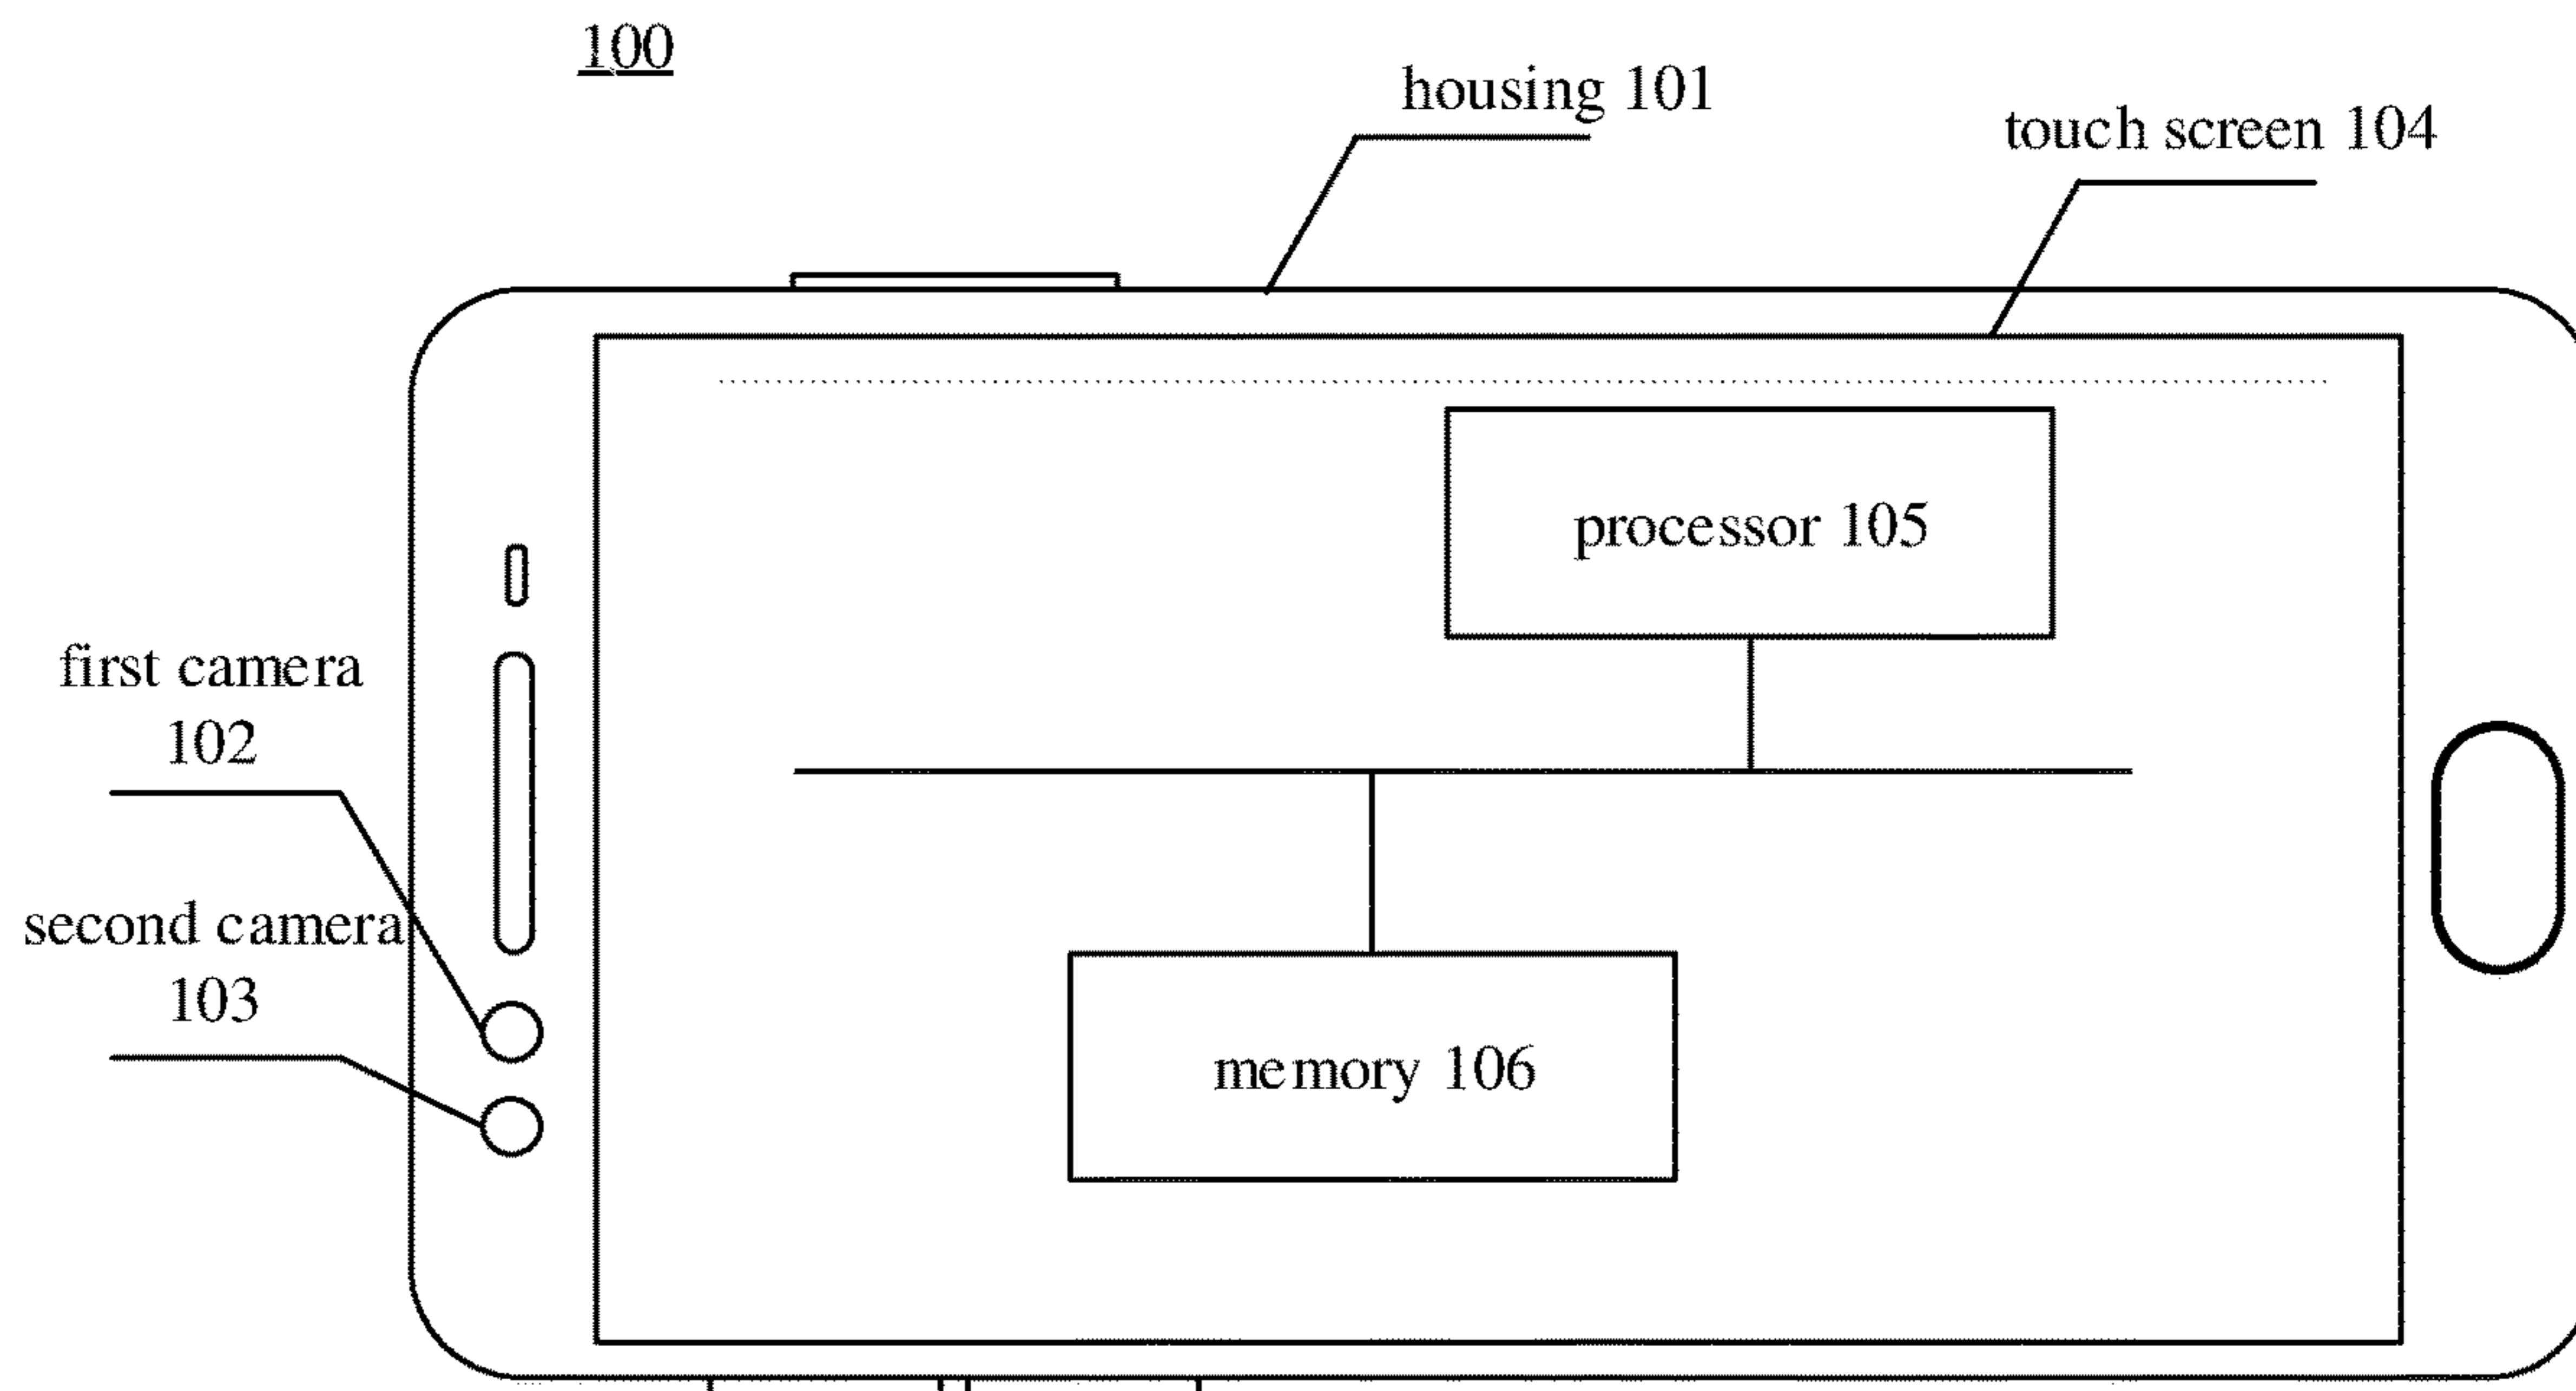 100
housing 101
touch screen 104
processor 105
first camera
102
second camera
103
memory 106